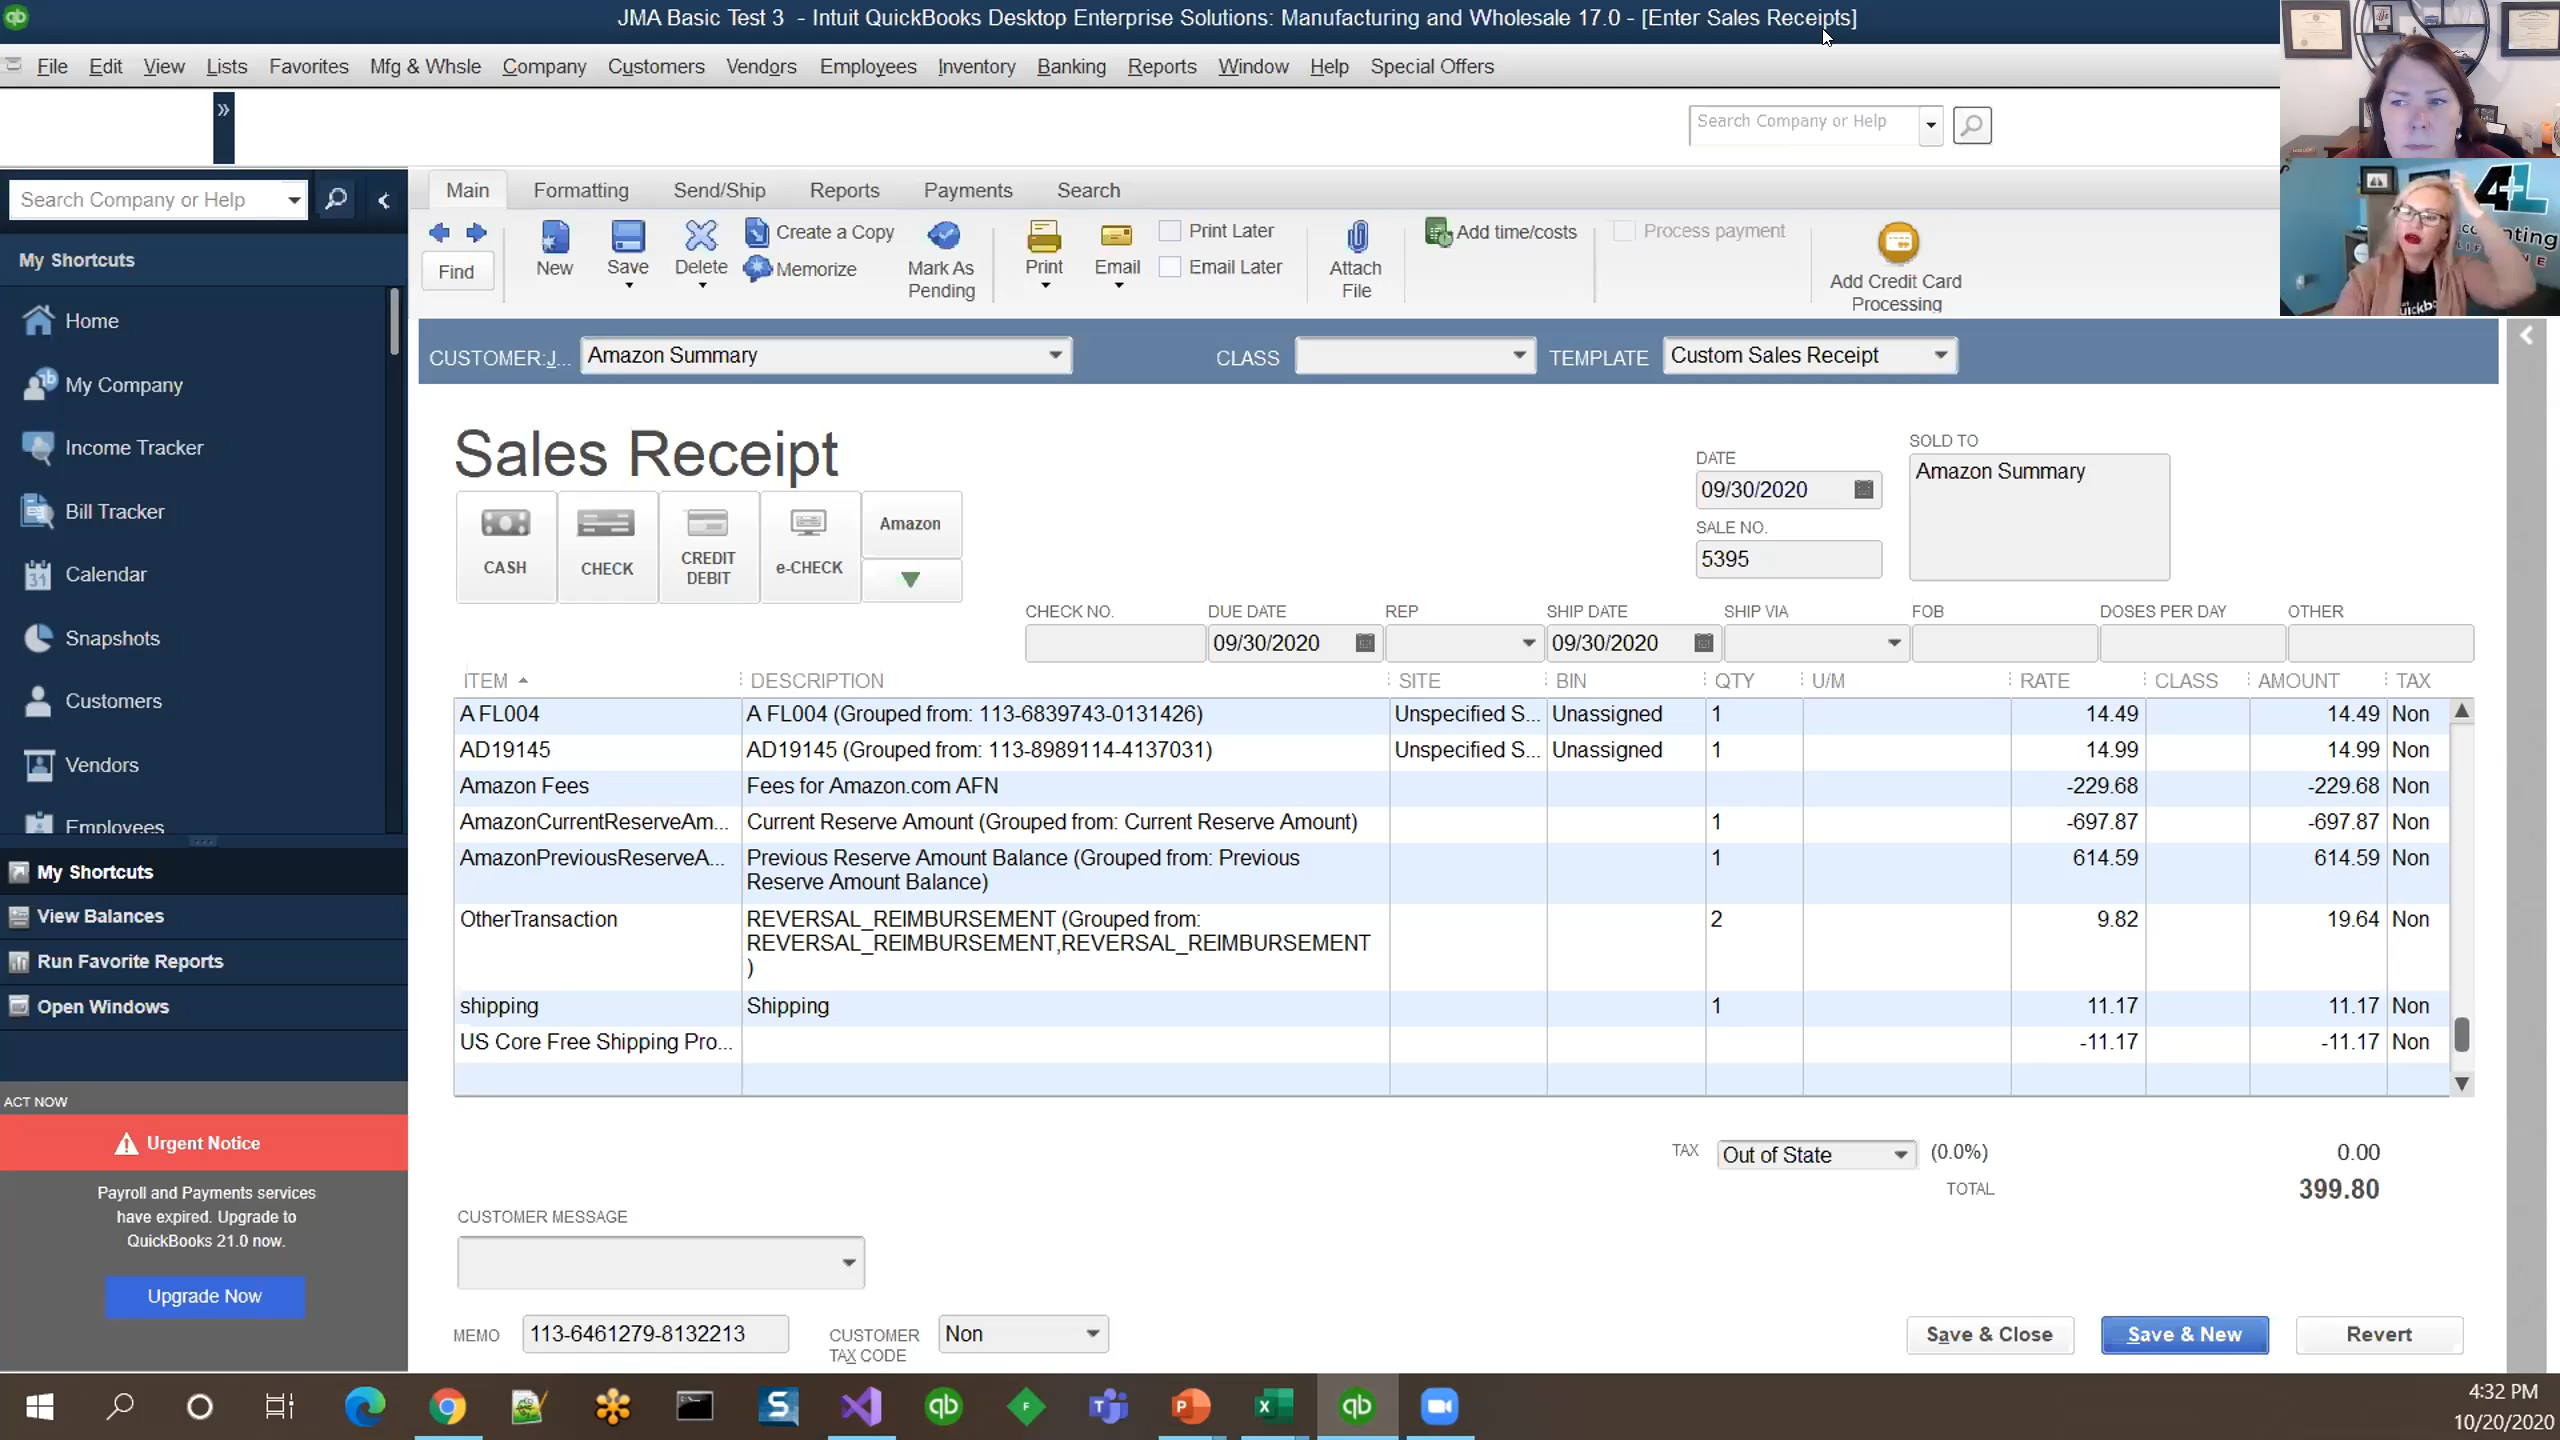 JMA Basic Test 3 - Intuit QuickBooks Desktop Enterprise Solutions: Manufacturing and Wholesale 17.0 - [Enter Sales Receipts]
File Edit View Lists Favorites Mfg & Whsle Company Customers Vendors Employees Inventory Banking Reports Window Help Special Offers
Search Company or Help
Search Company or Help
Main Formatting Send/Ship Reports Payments Search
My Shortcuts
Home
My Company
Income Tracker
Bill Tracker
Calendar
Snapshots
Customers
Vendors
Employees
My Shortcuts
View Balances
Run Favorite Reports
Open Windows
ACT NOW
Urgent Notice
Payroll and Payments services
have expired. Upgrade to
QuickBooks 21.0 now.
Upgrade Now
Find
New
Save
Delete
Create a Copy
Memorize
Mark As
Pending
Print
Email
Print Later
Email Later
Attach
File
Add time/costs
Process payment
Add Credit Card
Processing
CUSTOMER:J... Amazon Summary CLASS TEMPLATE Custom Sales Receipt
Sales Receipt
CASH
CHECK
CREDIT
DEBIT
e-CHECK
Amazon
DATE
09/30/2020
SALE NO.
5395
SOLD TO
Amazon Summary
CHECK NO. DUE DATE REP SHIP DATE SHIP VIA FOB DOSES PER DAY OTHER
09/30/2020 09/30/2020
ITEM DESCRIPTION SITE BIN QTY U/M RATE CLASS AMOUNT TAX
A FL004 A FL004 (Grouped from: 113-6839743-0131426) Unspecified S... Unassigned 1 14.49 14.49 Non
AD19145 AD19145 (Grouped from: 113-8989114-4137031) Unspecified S... Unassigned 1 14.99 14.99 Non
Amazon Fees Fees for Amazon.com AFN -229.68 -229.68 Non
AmazonCurrentReserveAm... Current Reserve Amount (Grouped from: Current Reserve Amount) 1 -697.87 -697.87 Non
AmazonPreviousReserveA... Previous Reserve Amount Balance (Grouped from: Previous 1 614.59 614.59 Non
Reserve Amount Balance)
OtherTransaction REVERSAL_REIMBURSEMENT (Grouped from: 2 9.82 19.64 Non
REVERSAL_REIMBURSEMENT,REVERSAL_REIMBURSEMENT
)
shipping Shipping 1 11.17 11.17 Non
US Core Free Shipping Pro... -11.17 -11.17 Non
TAX Out of State (0.0%) 0.00
TOTAL 399.80
CUSTOMER MESSAGE
MEMO 113-6461279-8132213
CUSTOMER
TAX CODE
Non
Save & Close Save & New Revert
4:32 PM
10/20/2020